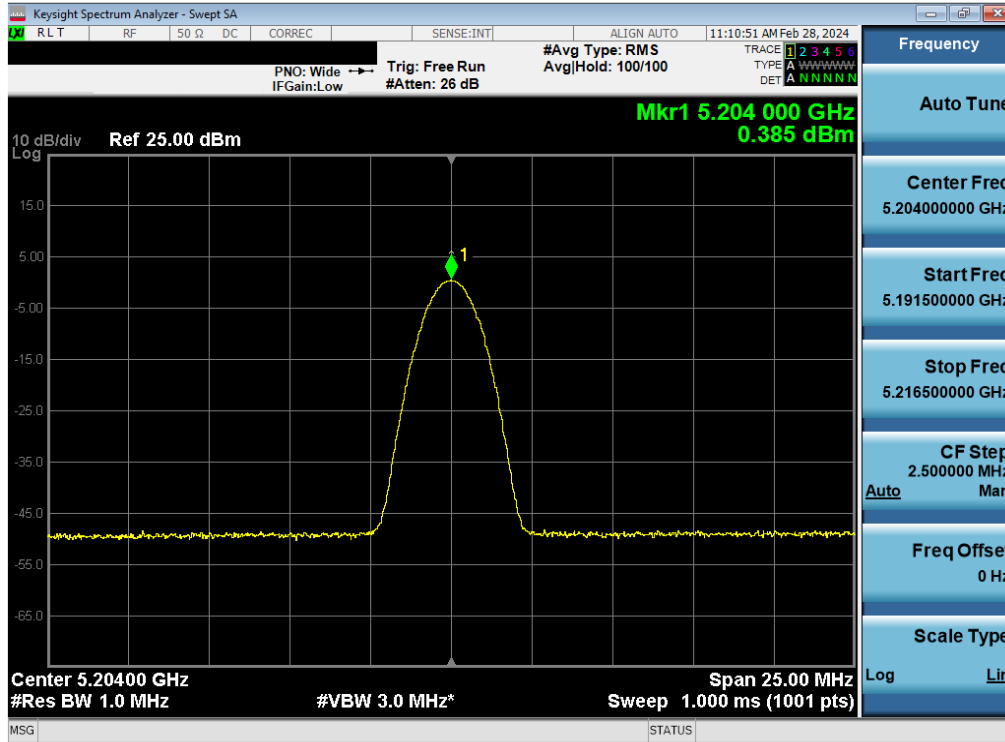 Keysight Spectrum Analyzer - Swept SA
LXI RLT RF 50 Ω DC CORREC SENSE:INT ALIGN AUTO 11:10:51 AM Feb 28, 2024
PNO: Wide
IFGain:Low
Trig: Free Run
#Atten: 26 dB
#Avg Type: RMS
Avg|Hold: 100/100
TRACE 1 2 3 4 5 6
TYPE A WWWWW
DET A N N N N N
Mkr1 5.204 000 GHz
0.385 dBm
10 dB/div Ref 25.00 dBm
Log
15.0
5.00
-5.00
-15.0
-25.0
-35.0
-45.0
-55.0
-65.0
1
Center 5.20400 GHz Span 25.00 MHz
#Res BW 1.0 MHz #VBW 3.0 MHz* Sweep 1.000 ms (1001 pts)
MSG STATUS
Frequency
Auto Tune
Center Freq
5.204000000 GHz
Start Freq
5.191500000 GHz
Stop Freq
5.216500000 GHz
CF Step
2.500000 MHz
Auto Man
Freq Offset
0 Hz
Scale Type
Log Lin